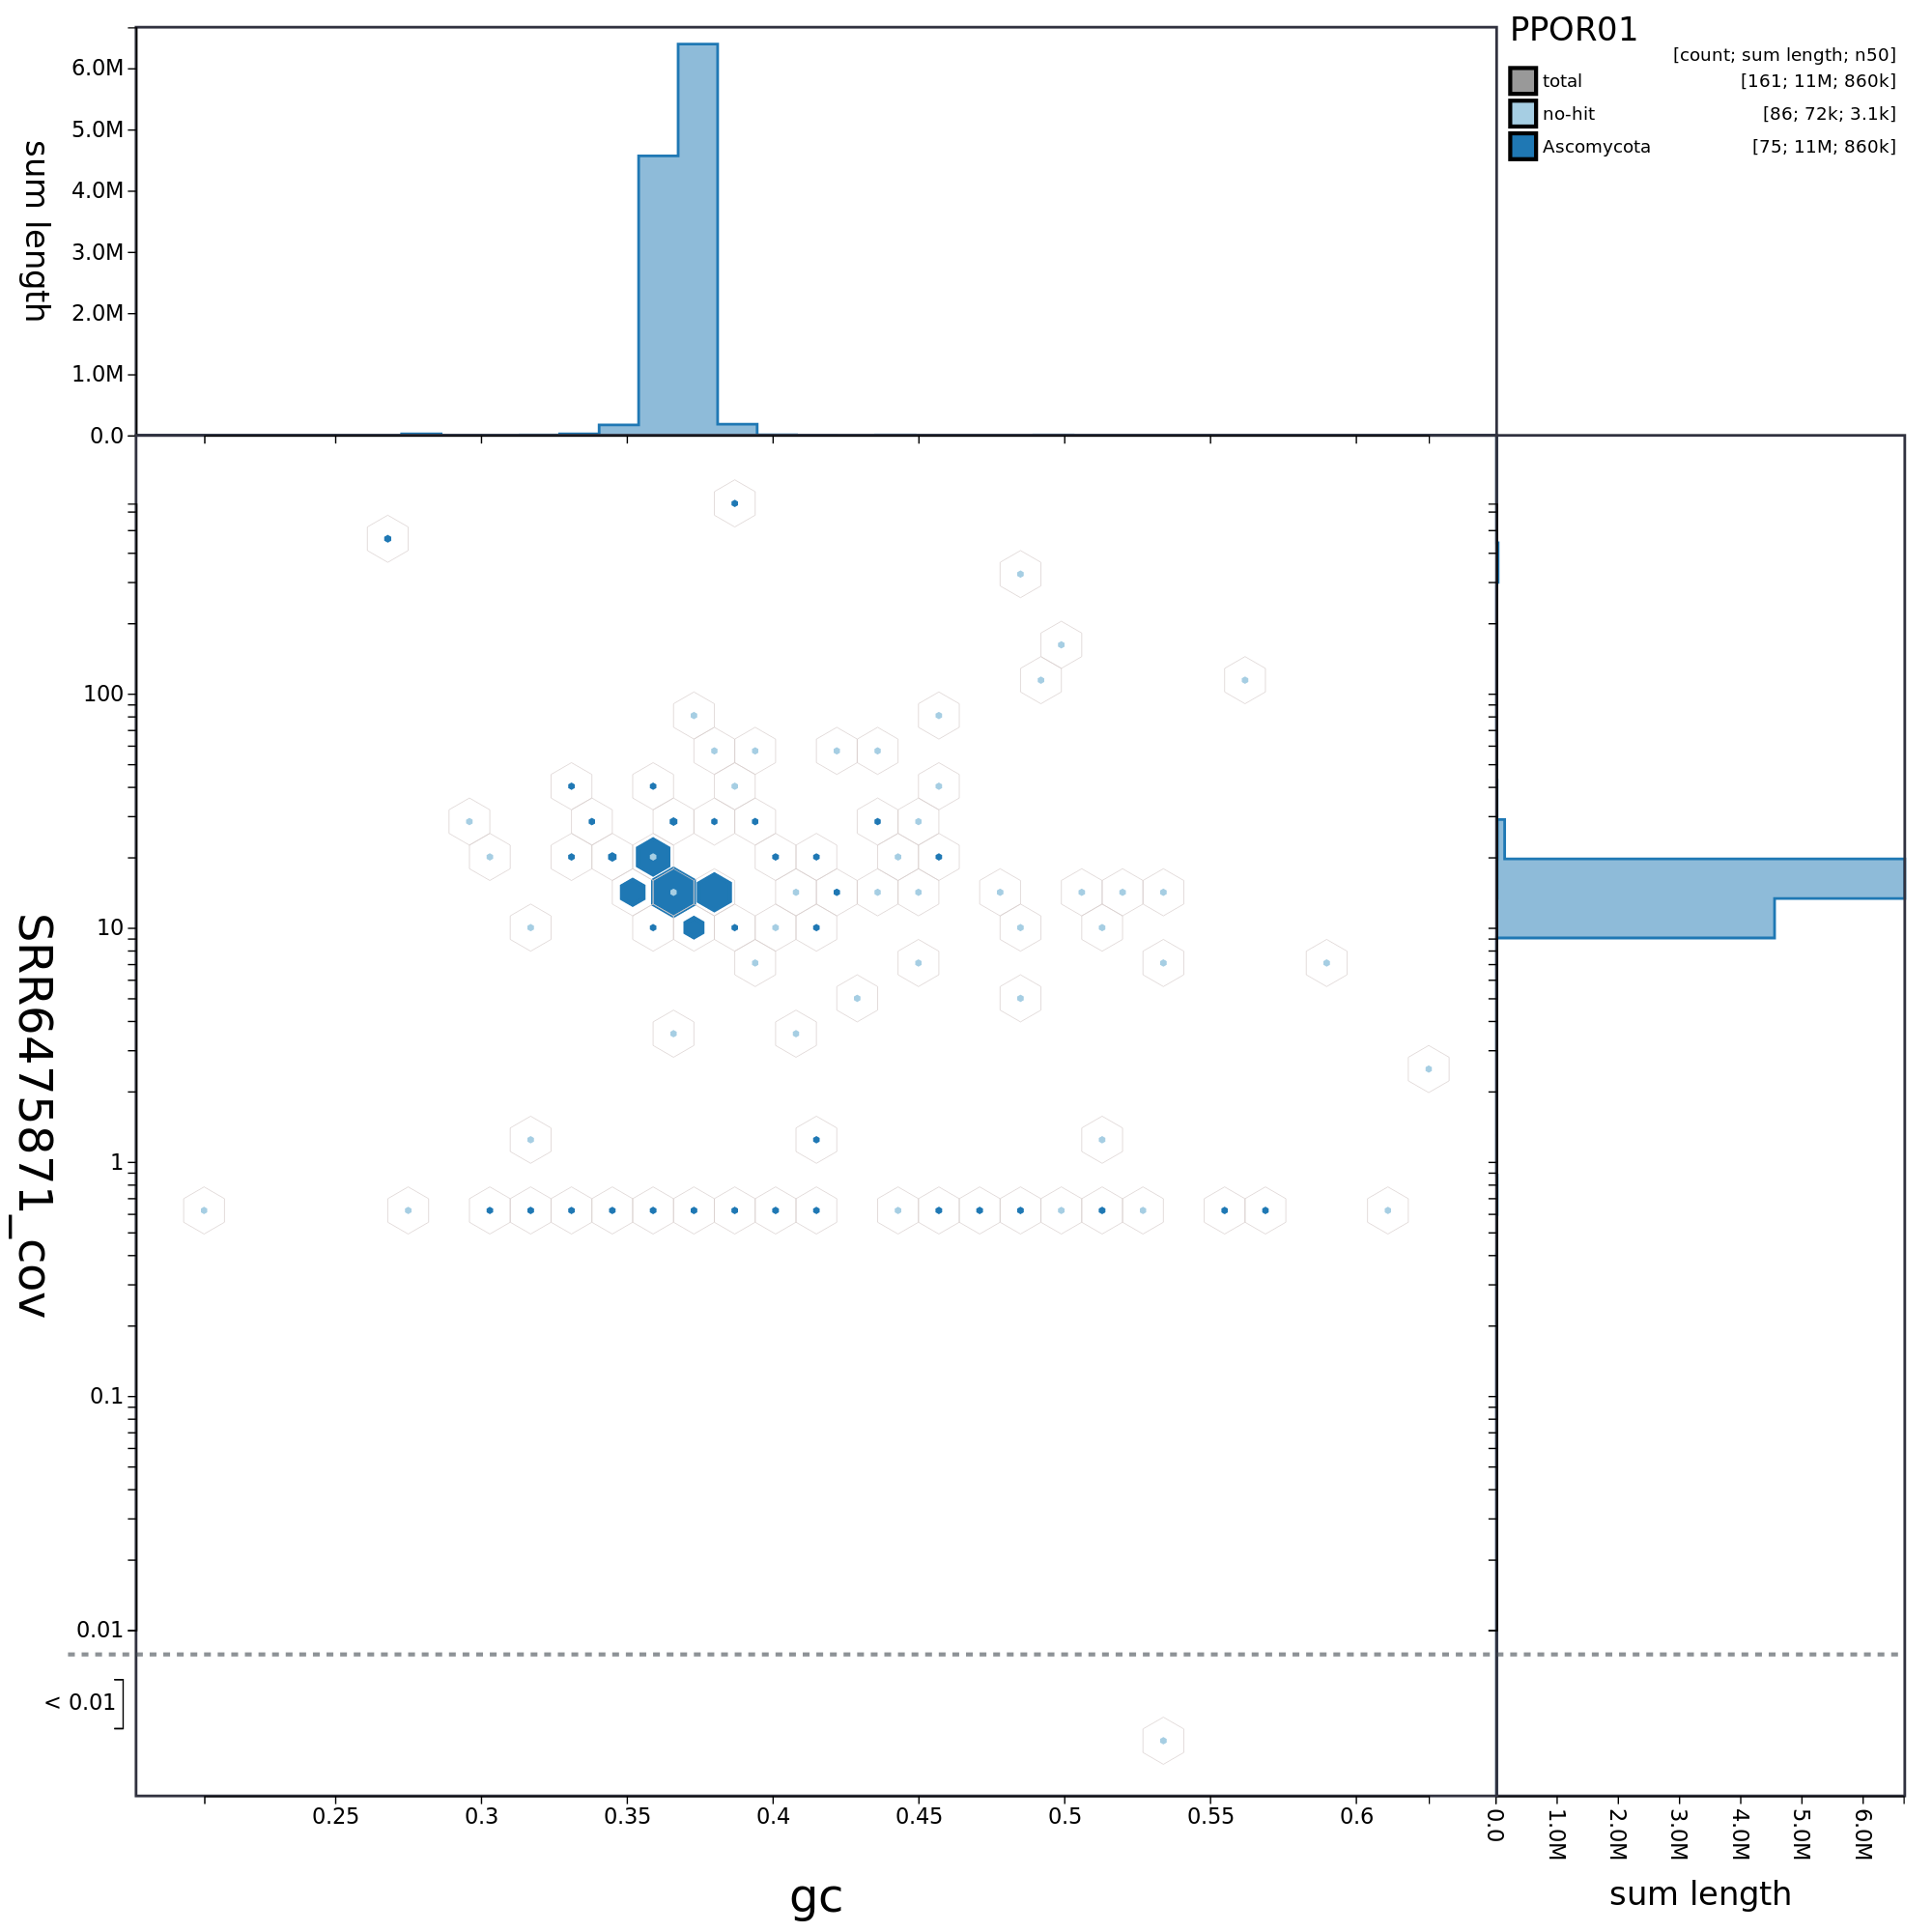 PPOR01
[count; sum length; n50]
total [161; 11M; 860k]
no-hit [86; 72k; 3.1k]
Ascomycota [75; 11M; 860k]
sum length
6.0M
5.0M
4.0M
3.0M
2.0M
1.0M
0.0
SRR6475871_cov
100
10
1
0.1
0.01
< 0.01
0.25 0.3 0.35 0.4 0.45 0.5 0.55 0.6
gc
0.0 1.0M 2.0M 3.0M 4.0M 5.0M 6.0M
sum length